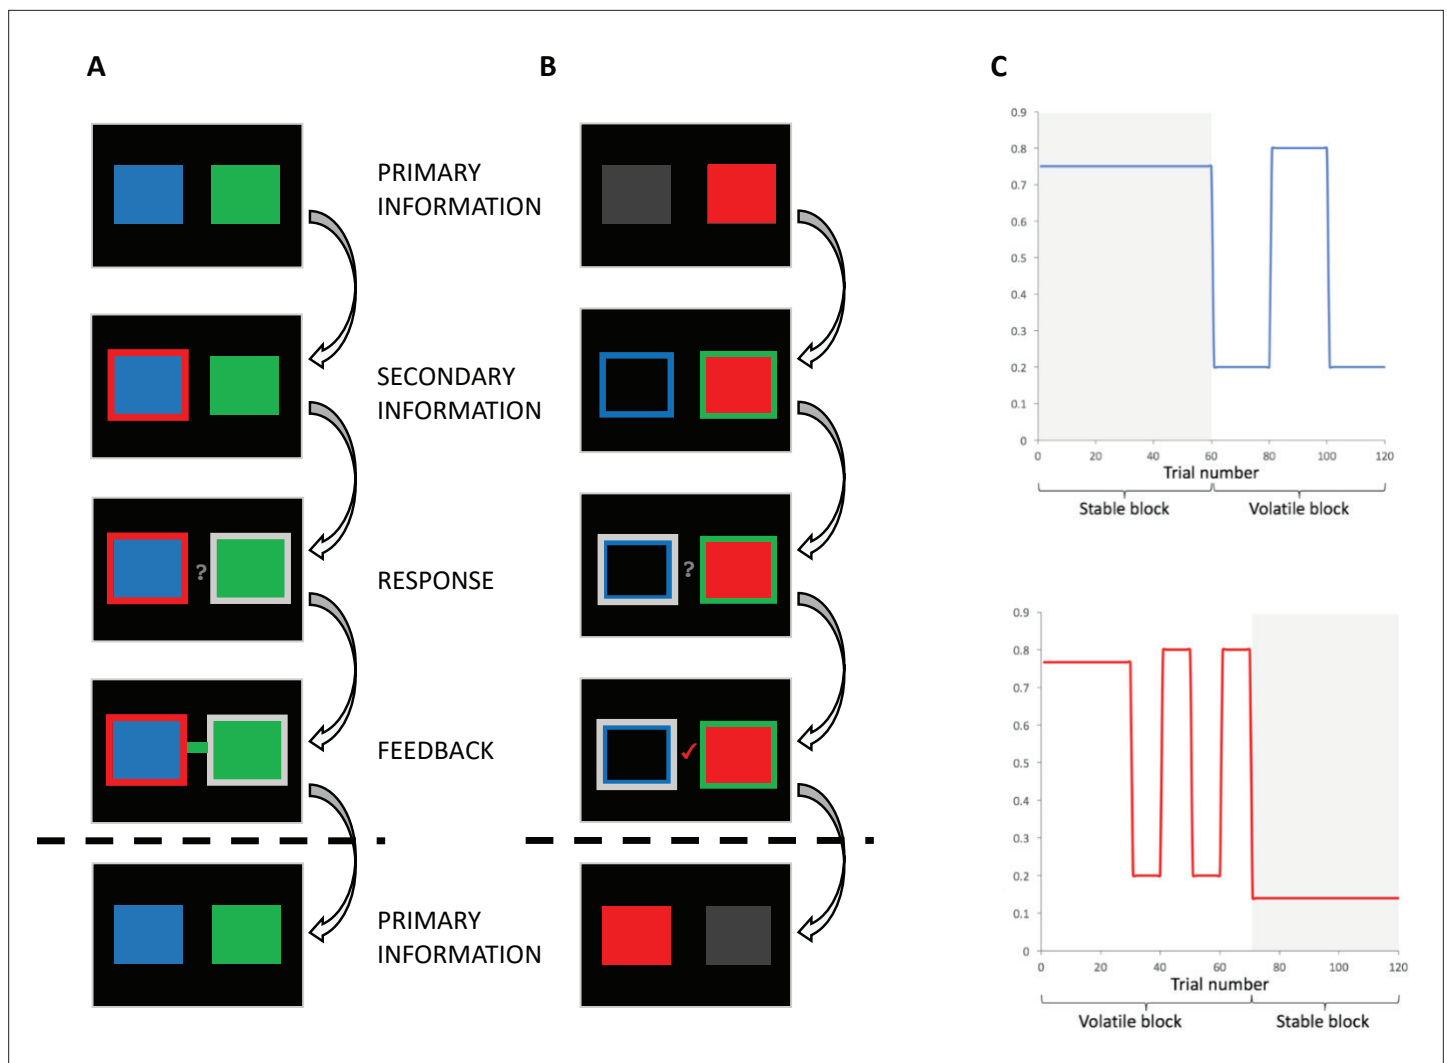 A
B
C
PRIMARY
INFORMATION
SECONDARY
INFORMATION
?
?
RESPONSE
✓
FEEDBACK
PRIMARY
INFORMATION
0.9
0.8
0.7
0.6
0.5
0.4
0.3
0.2
0.1
0
0 20 40 60 80 100 120
Trial number
Stable block Volatile block
0.9
0.8
0.7
0.6
0.5
0.4
0.3
0.2
0.1
0
0 20 40 60 80 100 120
Trial number
Volatile block Stable block